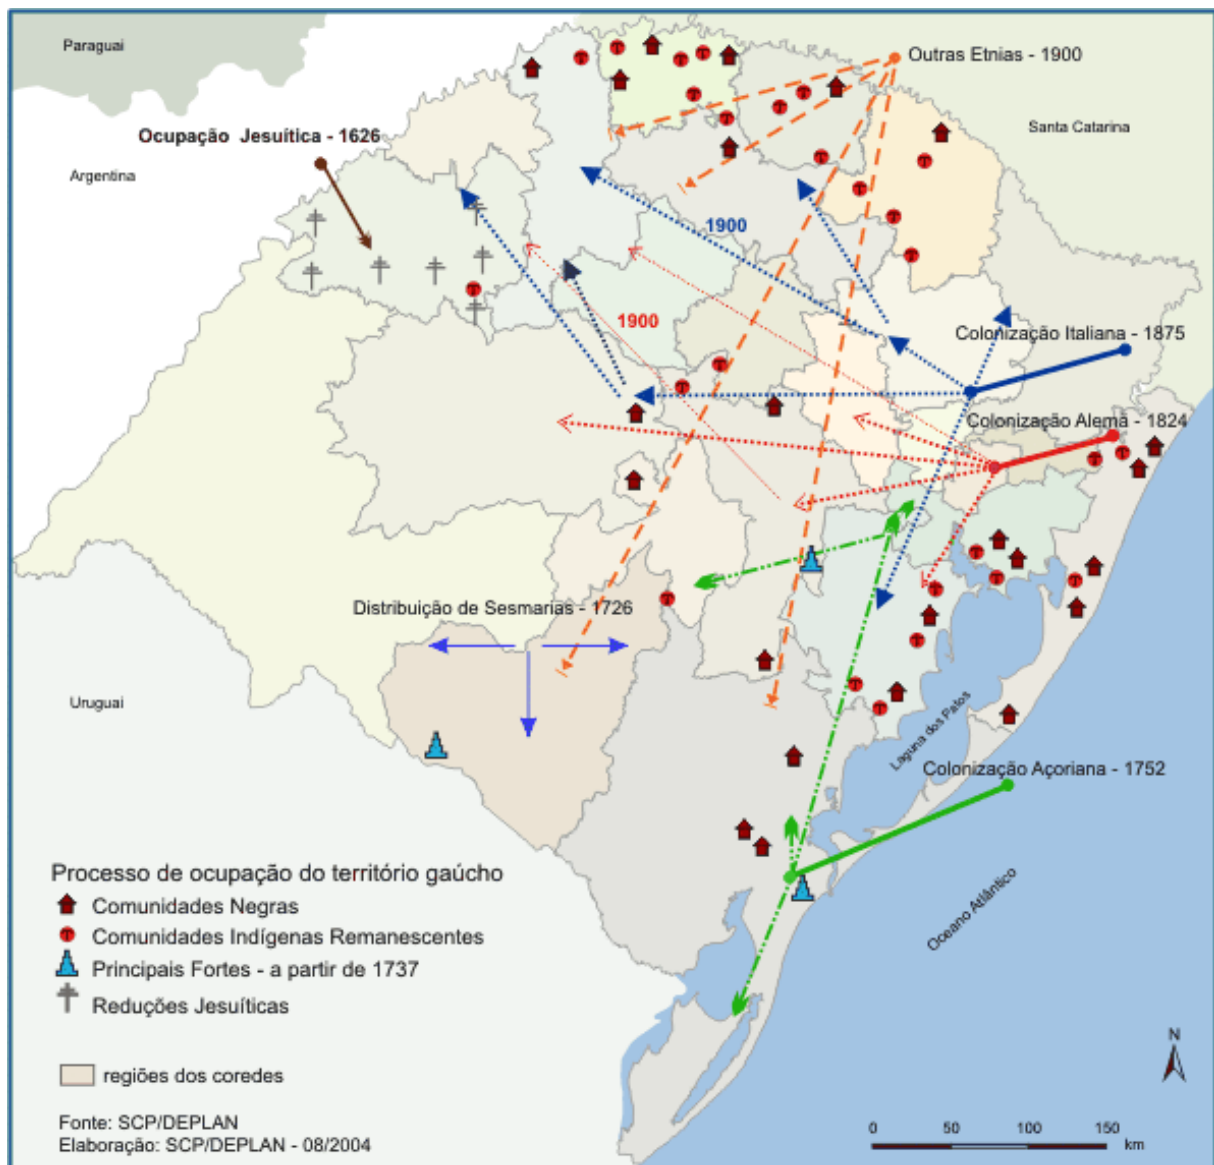 Paraguai
Outras Etnias - 1900
Santa Catarina
Ocupação Jesuítica - 1626
Argentina
1900
1900
Colonização Italiana - 1875
Colonização Alemã - 1824
Distribuição de Sesmarias - 1726
Uruguai
Laguna dos Patos
Colonização Açoriana - 1752
Oceano Atlântico
Processo de ocupação do território gaúcho
Comunidades Negras
Comunidades Indígenas Remanescentes
Principais Fortes - a partir de 1737
Reduções Jesuíticas
regiões dos coredes
Fonte: SCP/DEPLAN
Elaboração: SCP/DEPLAN - 08/2004
N
0 50 100 150
km